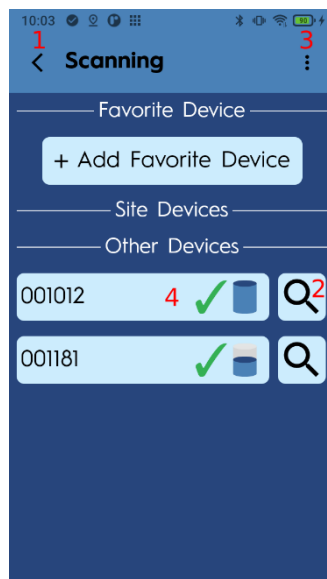 10:03
90
1
3
Scanning
Favorite Device
+ Add Favorite Device
Site Devices
Other Devices
001012
4
2
001181